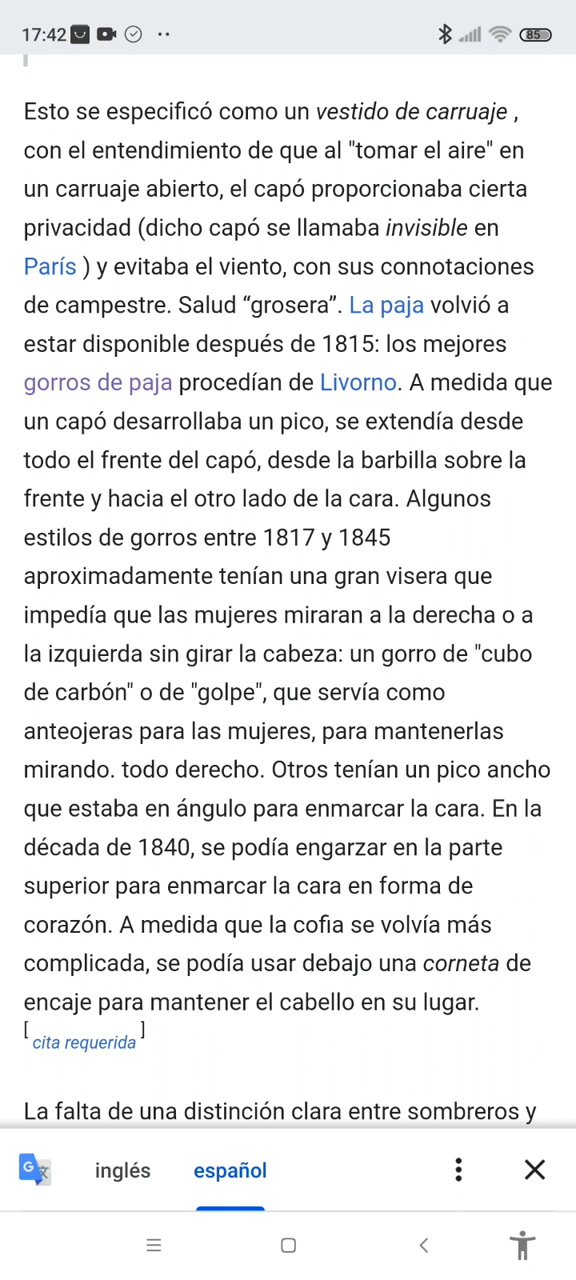 17:42
85
Esto se especificó como un vestido de carruaje ,
con el entendimiento de que al "tomar el aire" en
un carruaje abierto, el capó proporcionaba cierta
privacidad (dicho capó se llamaba invisible en
París ) y evitaba el viento, con sus connotaciones
de campestre. Salud “grosera”. La paja volvió a
estar disponible después de 1815: los mejores
gorros de paja procedían de Livorno. A medida que
un capó desarrollaba un pico, se extendía desde
todo el frente del capó, desde la barbilla sobre la
frente y hacia el otro lado de la cara. Algunos
estilos de gorros entre 1817 y 1845
aproximadamente tenían una gran visera que
impedía que las mujeres miraran a la derecha o a
la izquierda sin girar la cabeza: un gorro de "cubo
de carbón" o de "golpe", que servía como
anteojeras para las mujeres, para mantenerlas
mirando. todo derecho. Otros tenían un pico ancho
que estaba en ángulo para enmarcar la cara. En la
década de 1840, se podía engarzar en la parte
superior para enmarcar la cara en forma de
corazón. A medida que la cofia se volvía más
complicada, se podía usar debajo una corneta de
encaje para mantener el cabello en su lugar.
[ cita requerida ]
La falta de una distinción clara entre sombreros y
G inglés español